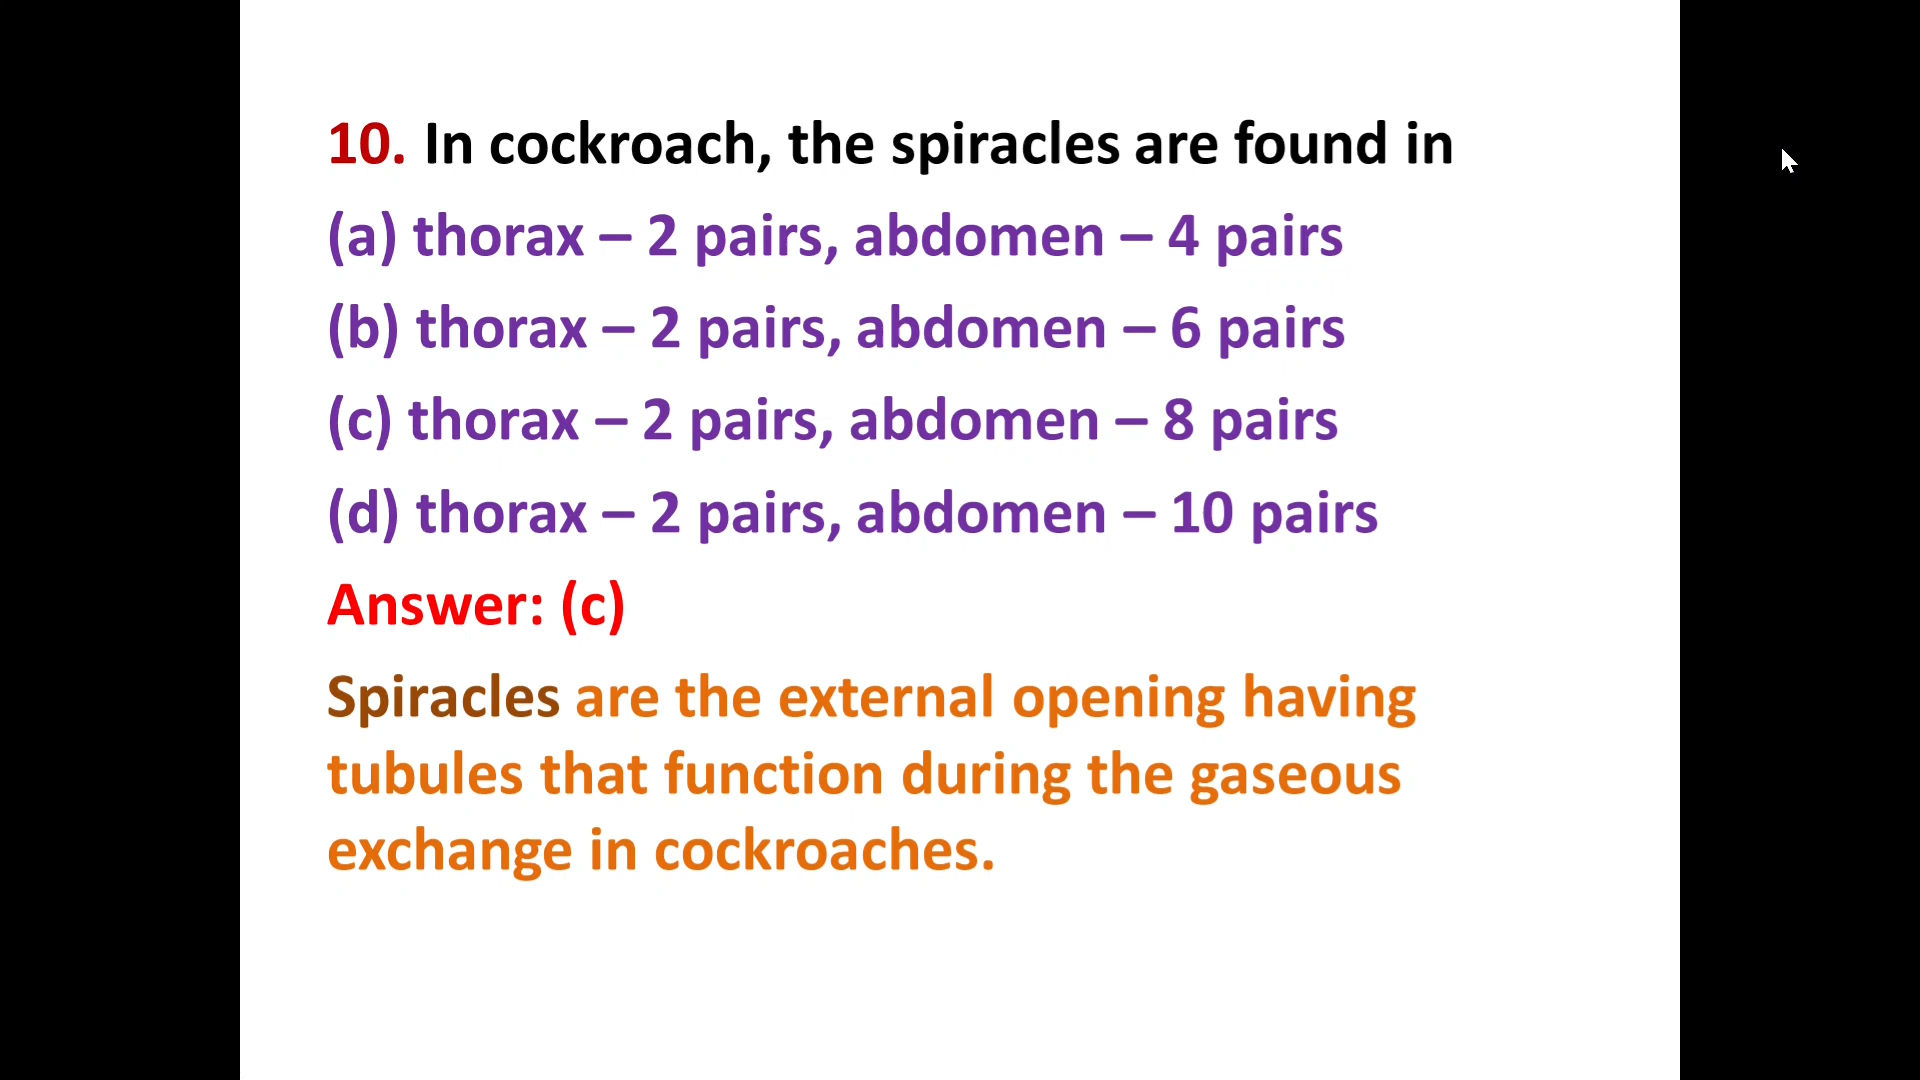 10. In cockroach, the spiracles are found in
(a) thorax – 2 pairs, abdomen – 4 pairs
(b) thorax – 2 pairs, abdomen – 6 pairs
(c) thorax – 2 pairs, abdomen – 8 pairs
(d) thorax – 2 pairs, abdomen – 10 pairs
Answer: (c)
Spiracles are the external opening having
tubules that function during the gaseous
exchange in cockroaches.